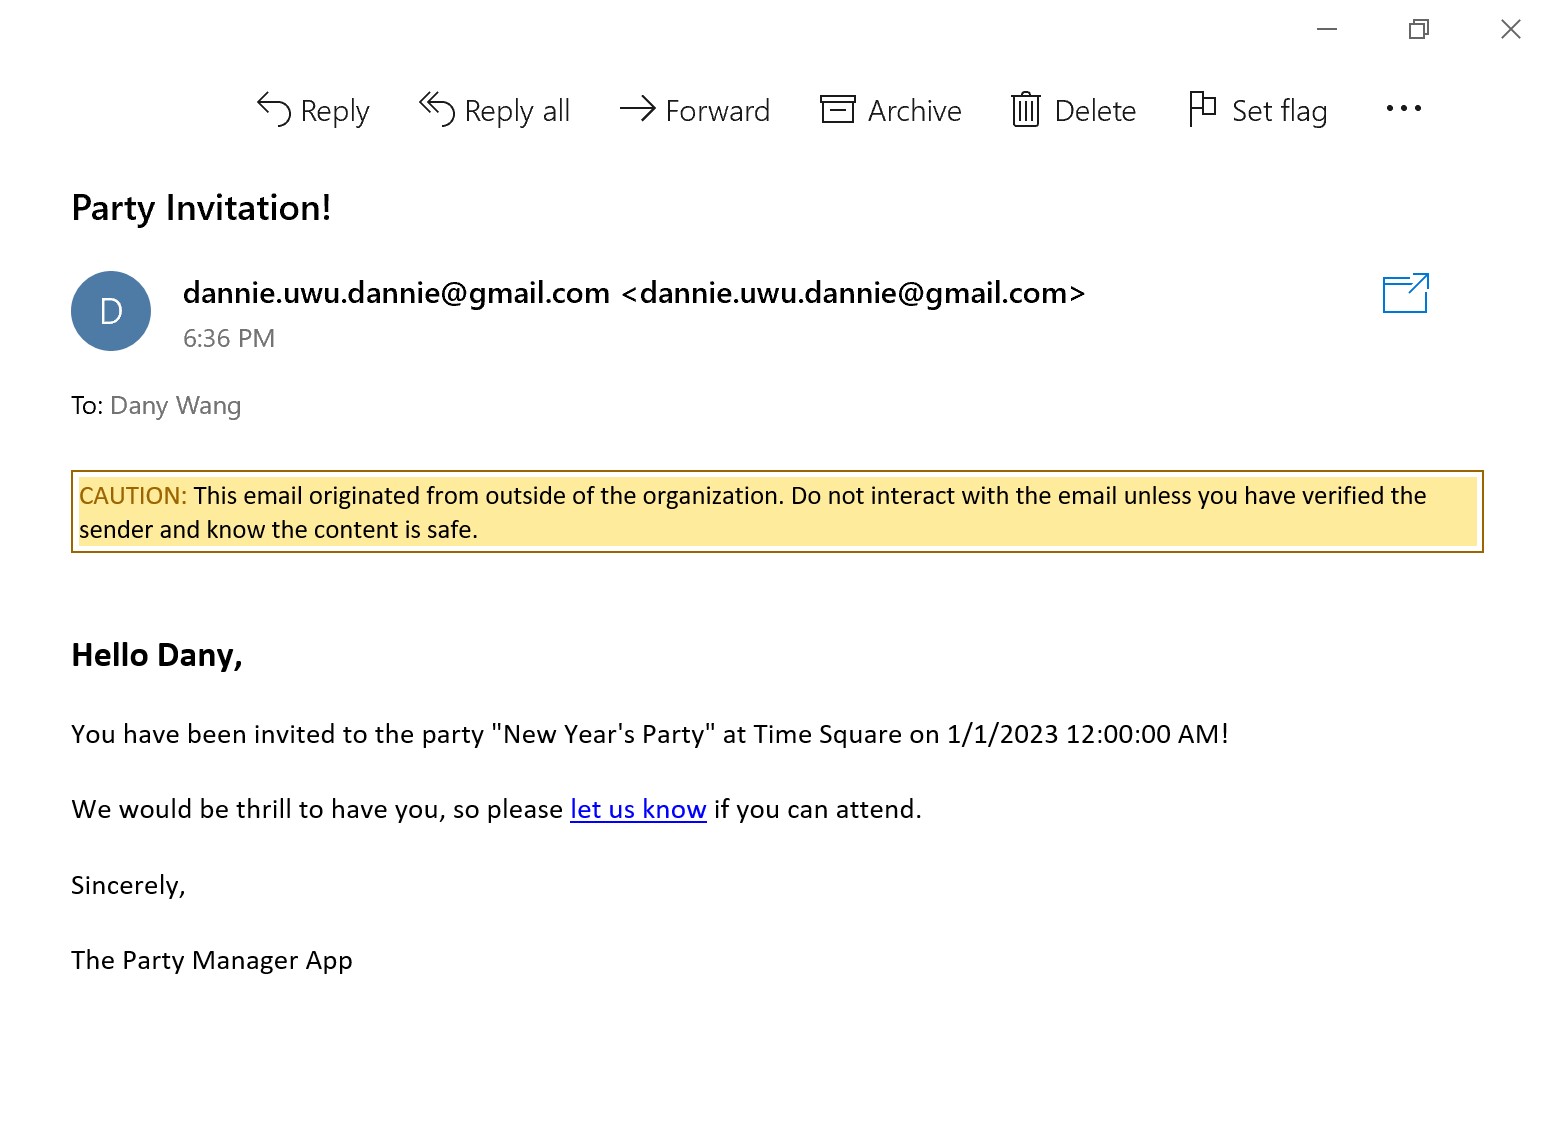 Reply Reply all Forward Archive Delete Set flag
Party Invitation!
D
dannie.uwu.dannie@gmail.com <dannie.uwu.dannie@gmail.com>
6:36 PM
To: Dany Wang
CAUTION: This email originated from outside of the organization. Do not interact with the email unless you have verified the
sender and know the content is safe.
Hello Dany,
You have been invited to the party "New Year's Party" at Time Square on 1/1/2023 12:00:00 AM!
We would be thrill to have you, so please let us know if you can attend.
Sincerely,
The Party Manager App